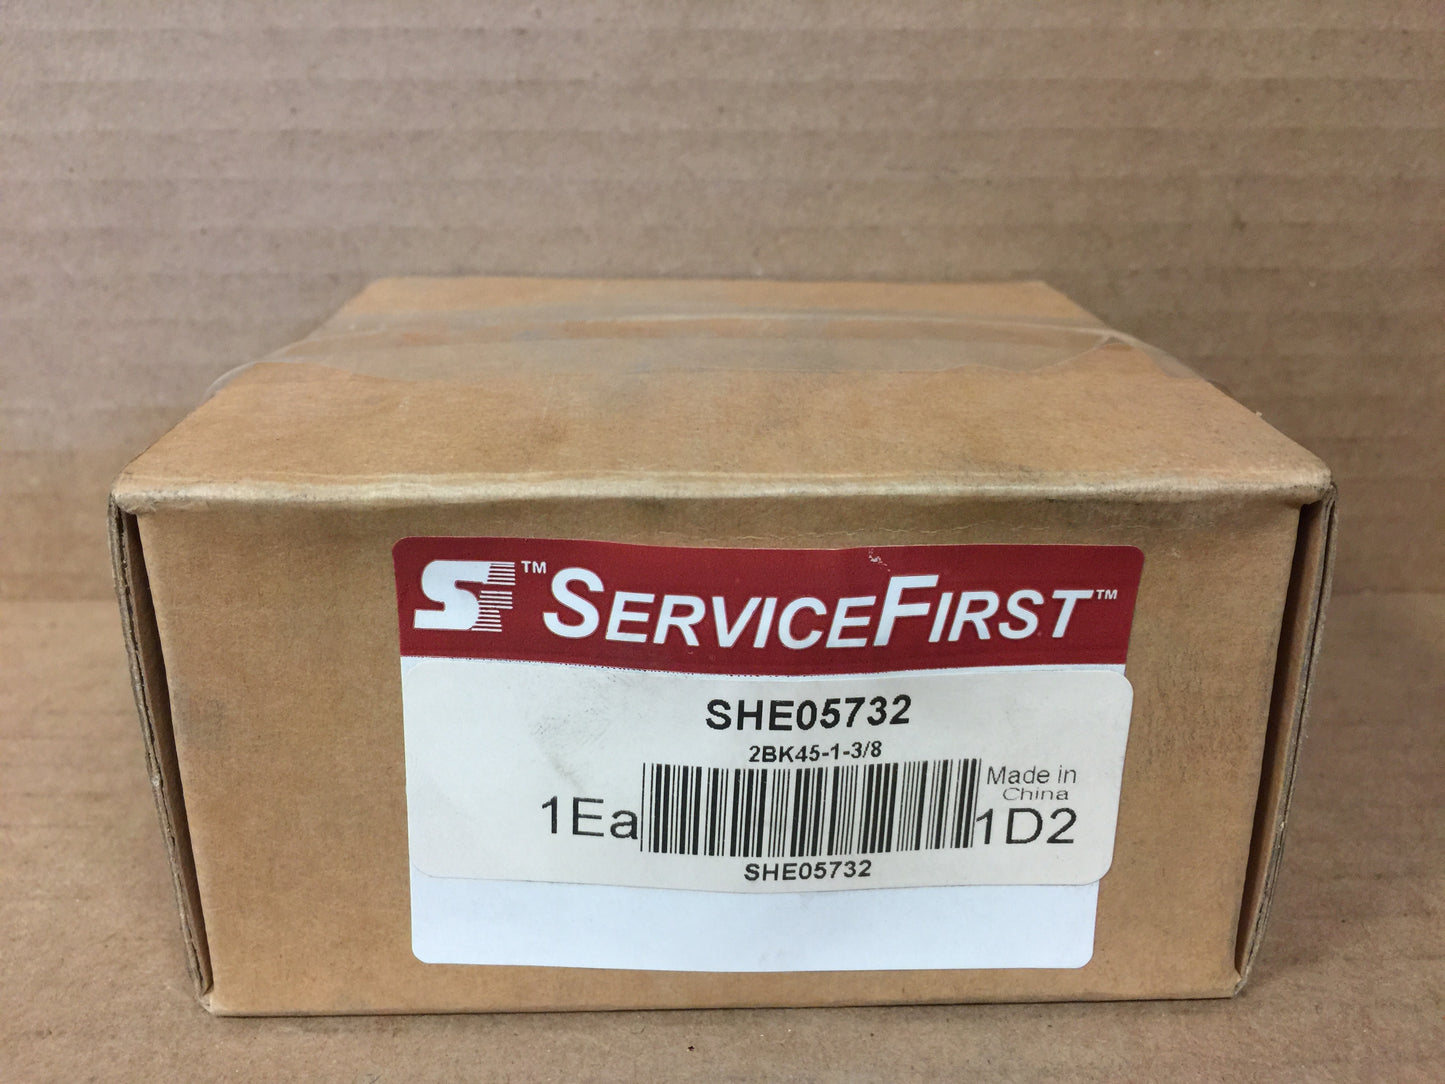 SF™ SERVICEFIRST™
SHE05732
2BK45-1-3/8
1Ea
Made in
China
1D2
SHE05732